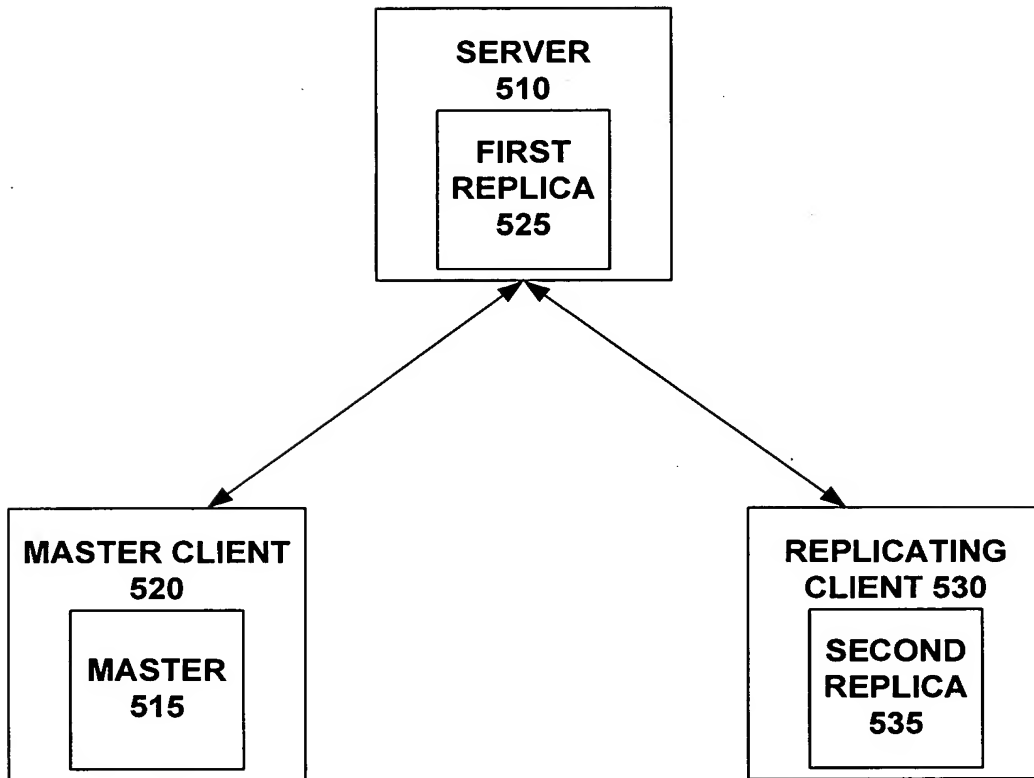 SERVER
510
FIRST
REPLICA
525
MASTER CLIENT
520
MASTER
515
REPLICATING
CLIENT 530
SECOND
REPLICA
535